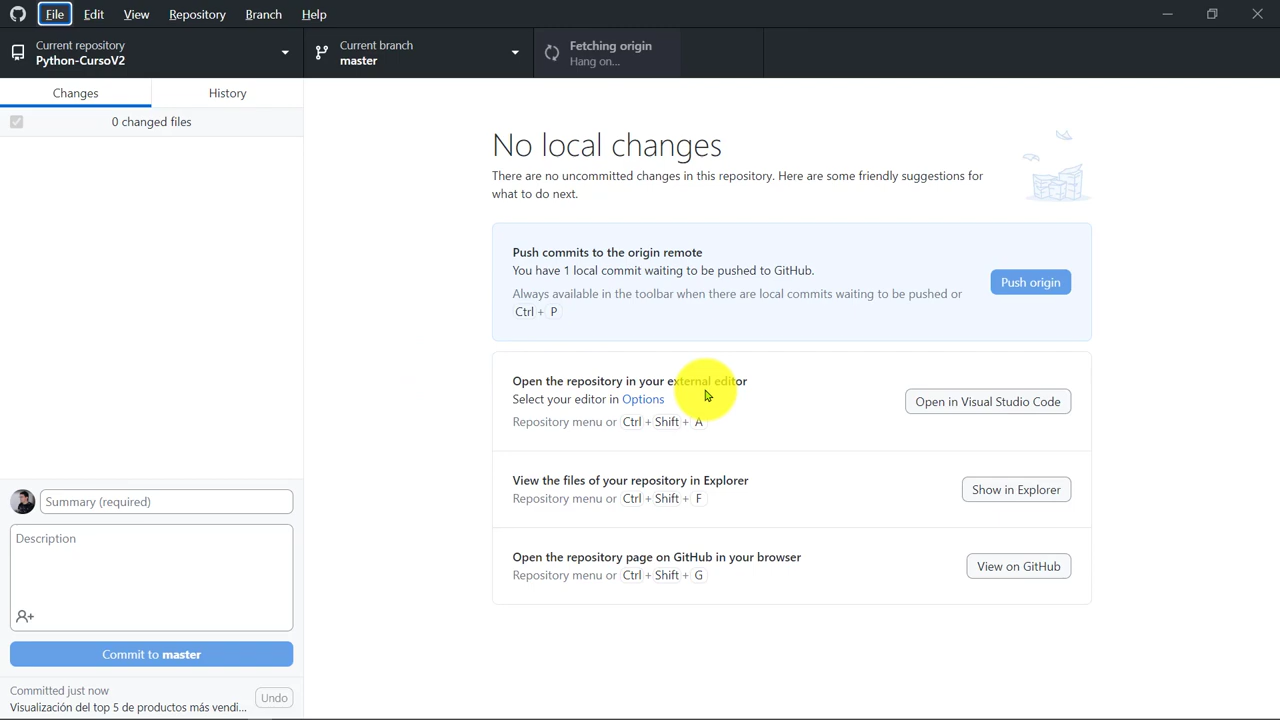 File Edit View Repository Branch Help
Current repository
Python-CursoV2
Current branch
master
Fetching origin
Hang on...
Changes
History
0 changed files
No local changes
There are no uncommitted changes in this repository. Here are some friendly suggestions for
what to do next.
Push commits to the origin remote
You have 1 local commit waiting to be pushed to GitHub.
Always available in the toolbar when there are local commits waiting to be pushed or
Ctrl + P
Push origin
Open the repository in your external editor
Select your editor in Options
Repository menu or Ctrl + Shift + A
Open in Visual Studio Code
View the files of your repository in Explorer
Repository menu or Ctrl + Shift + F
Show in Explorer
Open the repository page on GitHub in your browser
Repository menu or Ctrl + Shift + G
View on GitHub
Summary (required)
Description
Commit to master
Committed just now
Visualización del top 5 de productos más vendi...
Undo